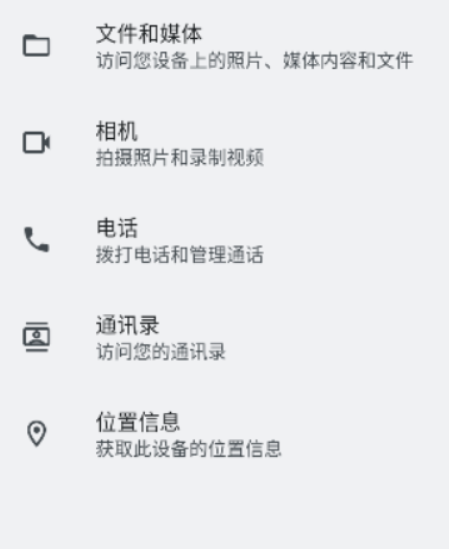 文件和媒体
访问您设备上的照片、媒体内容和文件
相机
拍摄照片和录制视频
电话
拨打电话和管理通话
通讯录
访问您的通讯录
位置信息
获取此设备的位置信息